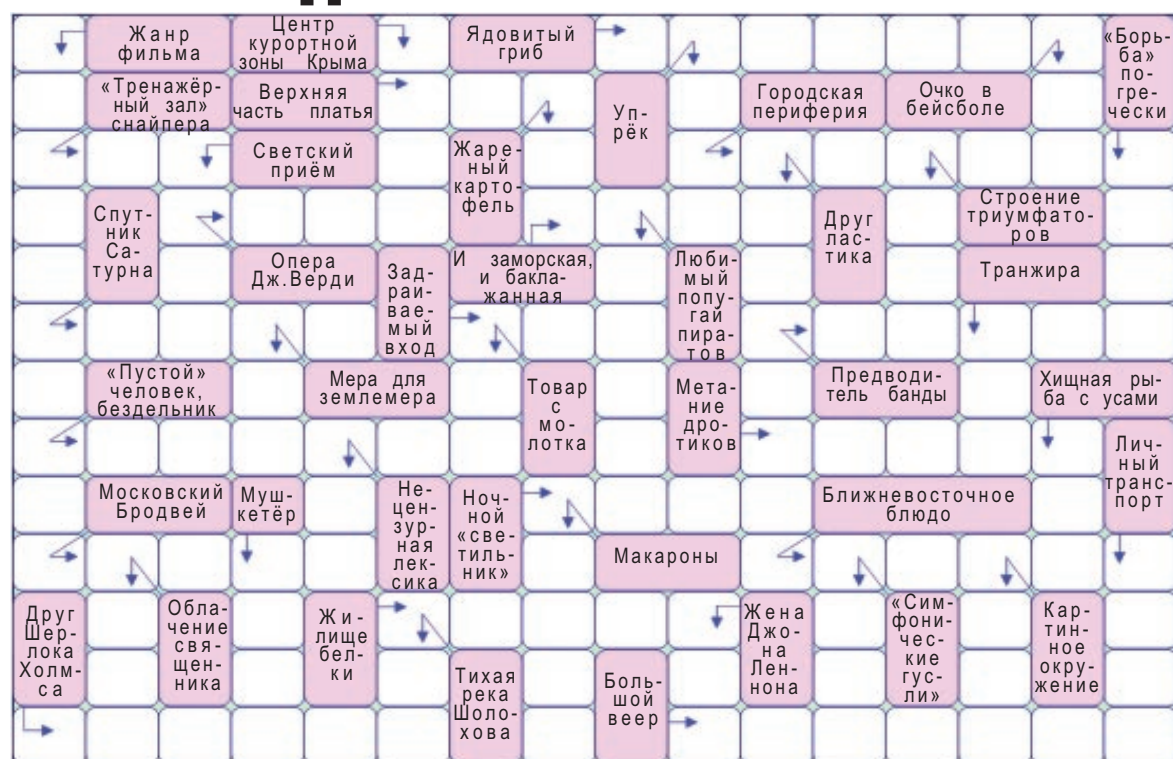 Жанр
фильма
Центр
курортной
зоны Крыма
Ядовитый
гриб
«Борь-
ба»
по-
гре-
чески
«Тренажёр-
ный зал»
снайпера
Верхняя
часть платья
Уп-
рёк
Городская
периферия
Очко в
бейсболе
Светский
приём
Жаре-
ный
карто-
фель
Спут-
ник
Са-
турна
Друг
лас-
тика
Строение
триумфато-
ров
Опера
Дж.Верди
Зад-
раи-
вае-
мый
вход
И заморская,
и бакла-
жанная
Люби-
мый
попу-
гай
пира-
тов
Транжира
«Пустой»
человек,
бездельник
Мера для
землемера
Товар
с
мо-
лотка
Мета-
ние
дро-
тиков
Предводи-
тель банды
Хищная ры-
ба с усами
Лич-
ный
транс-
порт
Московский
Бродвей
Муш-
кетёр
Не-
цен-
зур-
ная
лек-
сика
Ноч-
ной
«све-
тиль-
ник»
Ближневосточное
блюдо
Макароны
Друг
Шер-
лока
Холм-
са
Обла-
чение
свя-
щен-
ника
Жи-
лище
бел-
ки
Жена
Джо-
на
Лен-
нона
«Сим-
фони-
чес-
кие
гус-
ли»
Кар-
тин-
ное
окру-
жение
Тихая
река
Шоло-
хова
Боль-
шой
веер